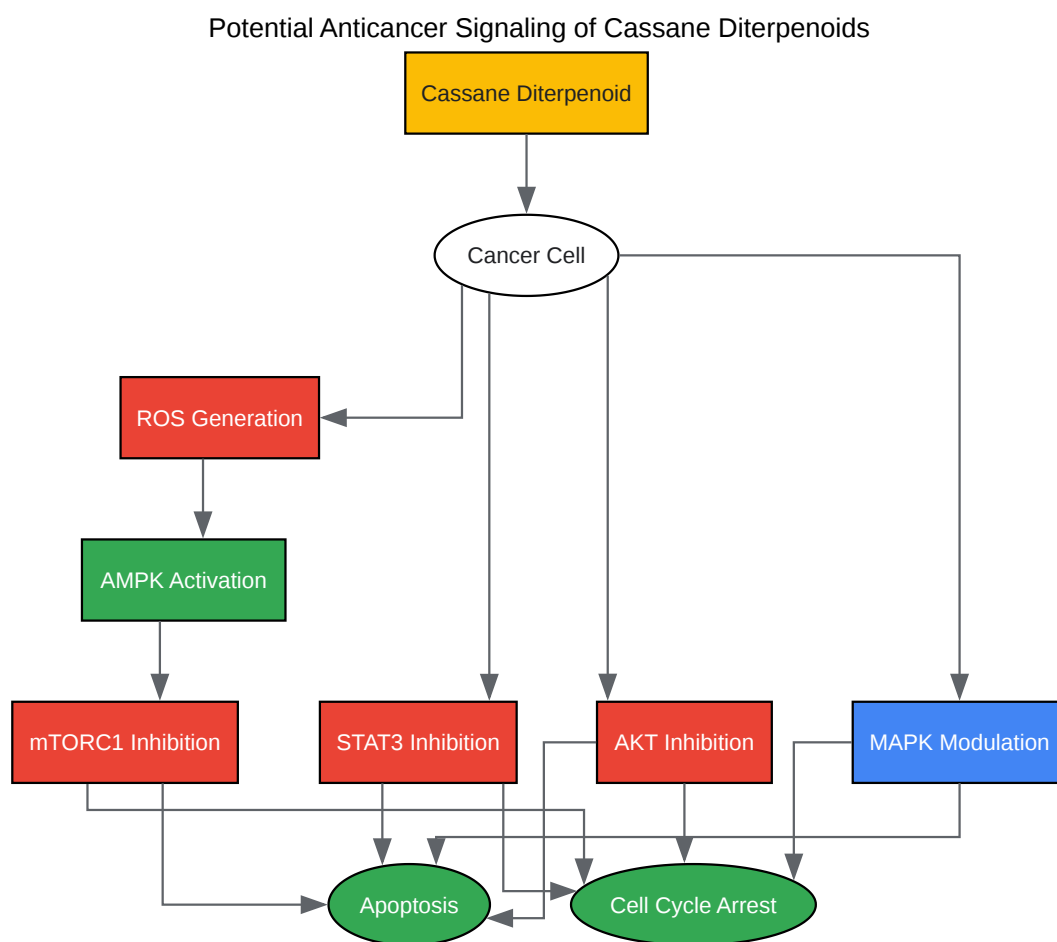 Potential Anticancer Signaling of Cassane Diterpenoids
Cassane Diterpenoid
Cancer Cell
ROS Generation
AMPK Activation
mTORC1 Inhibition
STAT3 Inhibition
AKT Inhibition
MAPK Modulation
Apoptosis
Cell Cycle Arrest